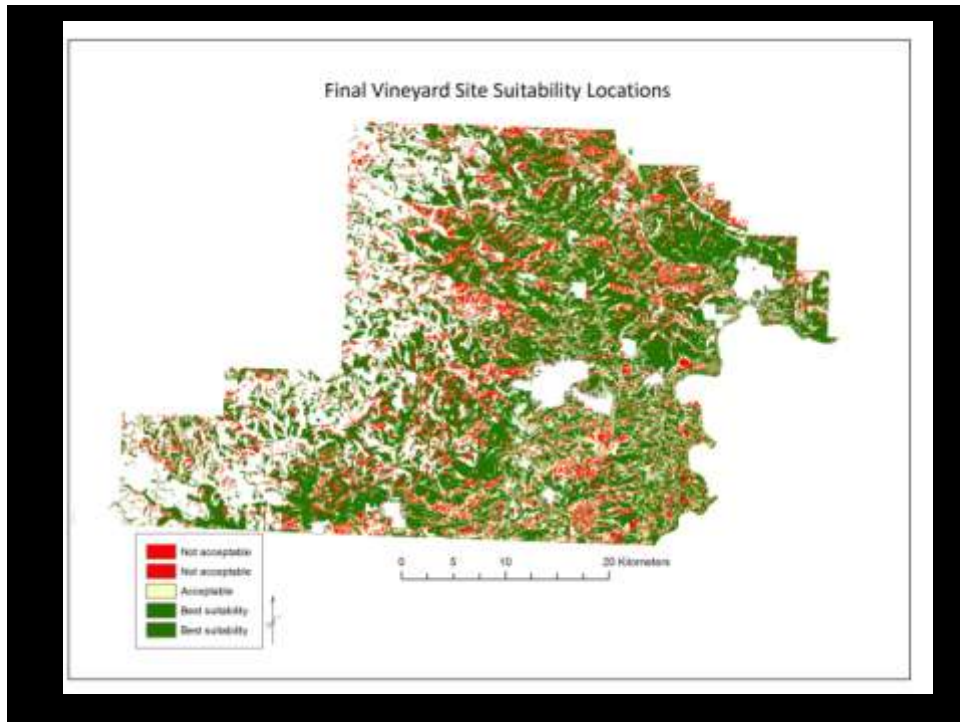 Final Vineyard Site Suitability Locations
Not acceptable
Not acceptable
Acceptable
Best suitability
Best suitability
0 5 10 20 Kilometers